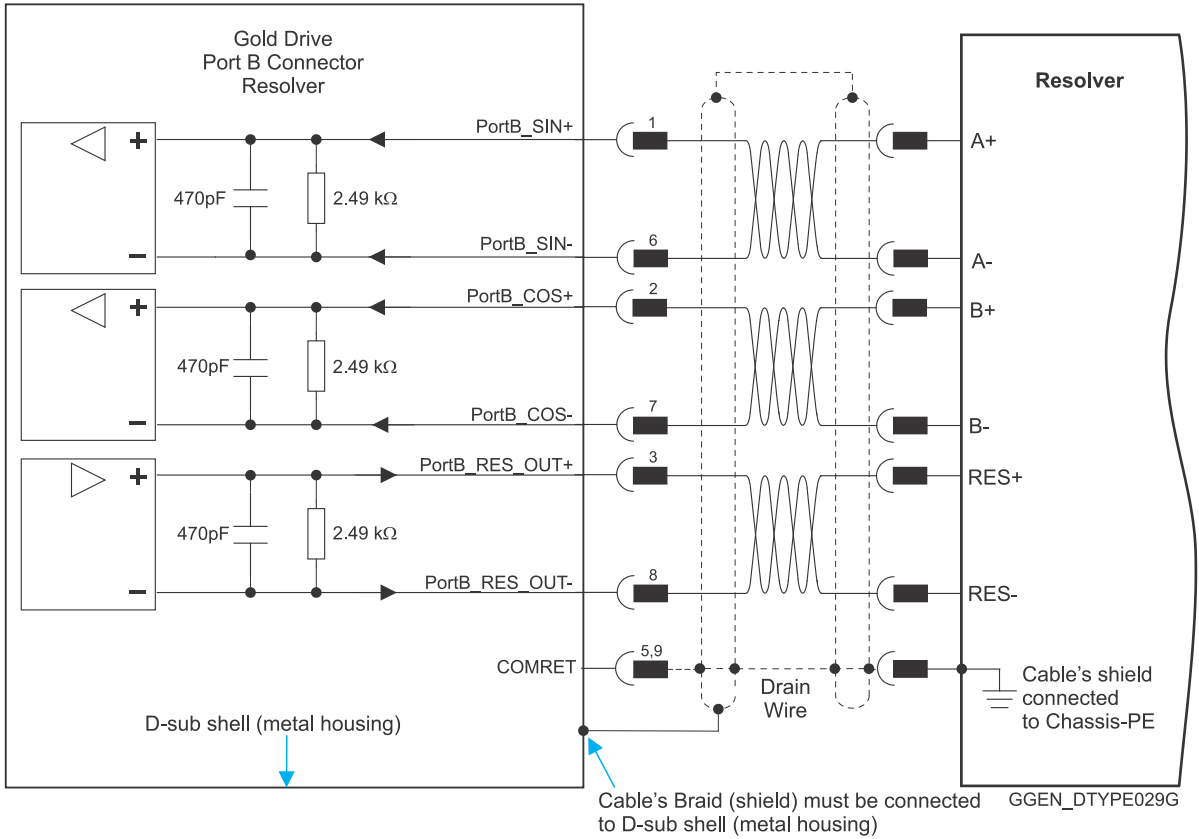 Gold Drive
Port B Connector
Resolver
Resolver
PortB_SIN+
1
A+
+
470pF
2.49 kΩ
PortB_SIN-
6
A-
−
PortB_COS+
2
B+
+
470pF
2.49 kΩ
PortB_COS-
7
B-
−
PortB_RES_OUT+
3
RES+
+
470pF
2.49 kΩ
PortB_RES_OUT-
8
RES-
−
COMRET
5,9
Drain
Wire
Cable's shield
connected
to Chassis-PE
D-sub shell (metal housing)
Cable's Braid (shield) must be connected
to D-sub shell (metal housing)
GGEN_DTYPE029G